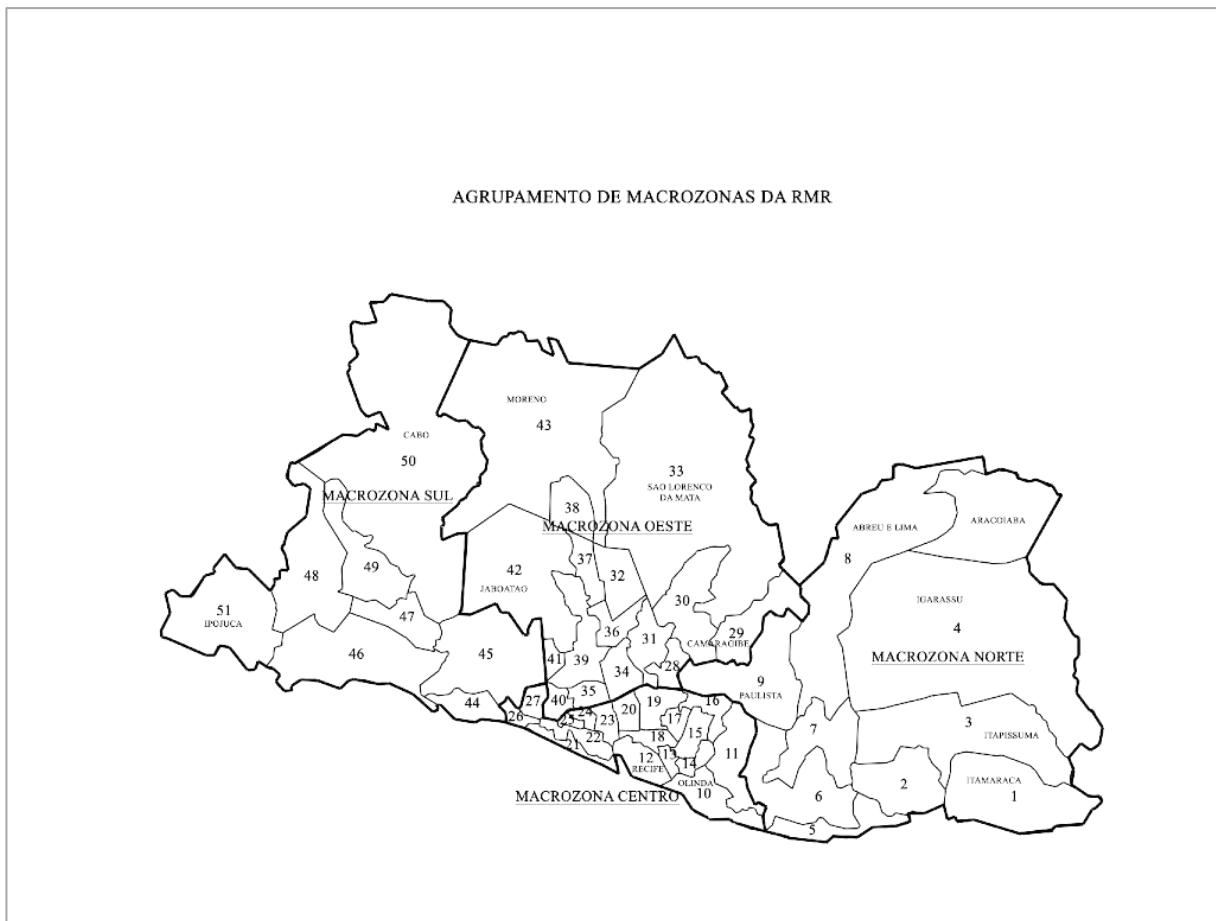 AGRUPAMENTO DE MACROZONAS DA RMR
MORENO
43
CABO
50
33
SAO LORENCO
DA MATA
MACROZONA SUL
38
MACROZONA OESTE
ABREU E LIMA
ARACOIABA
8
37
49
48
42
JABOATAO
32
30
IGARASSU
4
51
IPOJUCA
47
36
31
29
CAMARAGIBE
46
45
41
39
34
28
MACROZONA NORTE
9
PAULISTA
44
27
40
35
26
25
24
23
20
19
16
17
18
15
11
7
3
ITAPISSUMA
21
22
12
RECIFE
13
14
OLINDA
10
2
ITAMARACA
1
6
5
MACROZONA CENTRO